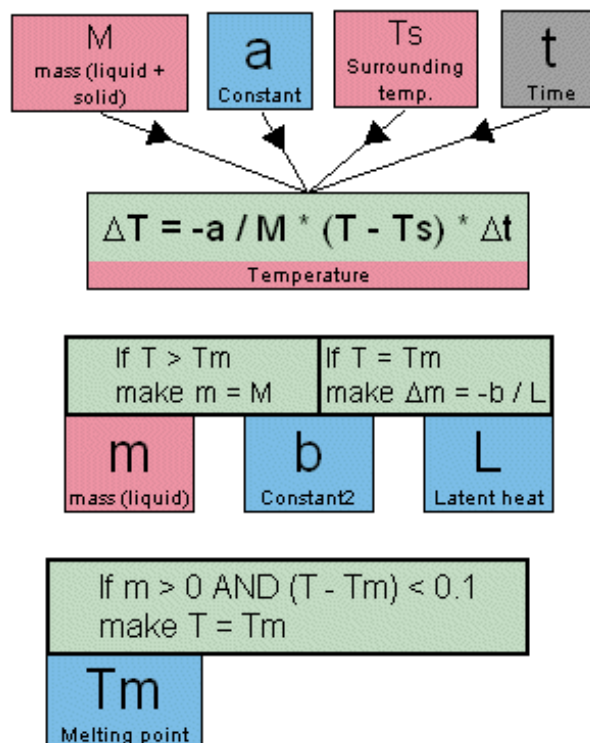 M
mass (liquid +
solid)
a
Constant
Ts
Surrounding
temp.
t
Time
ΔT = -a / M * (T - Ts) * Δt
Temperature
If T > Tm
make m = M
If T = Tm
make Δm = -b / L
m
mass (liquid)
b
Constant2
L
Latent heat
If m > 0 AND (T - Tm) < 0.1
make T = Tm
Tm
Melting point